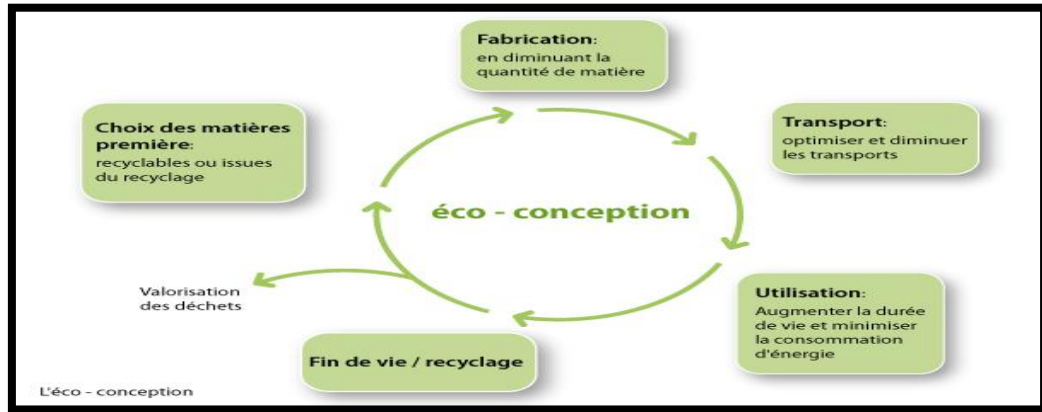 Fabrication:
en diminuant la
quantité de matière
Choix des matières
première:
recyclables ou issues
du recyclage
Transport:
optimiser et diminuer
les transports
éco - conception
Valorisation
des déchets
Utilisation:
Augmenter la durée
de vie et minimiser
la consommation
d'énergie
Fin de vie / recyclage
L'éco - conception